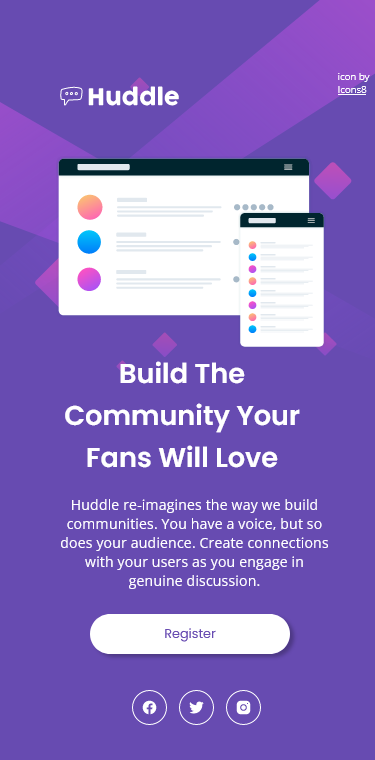 Huddle
icon by
Icons8
Build The
Community Your
Fans Will Love
Huddle re-imagines the way we build
communities. You have a voice, but so
does your audience. Create connections
with your users as you engage in
genuine discussion.
Register